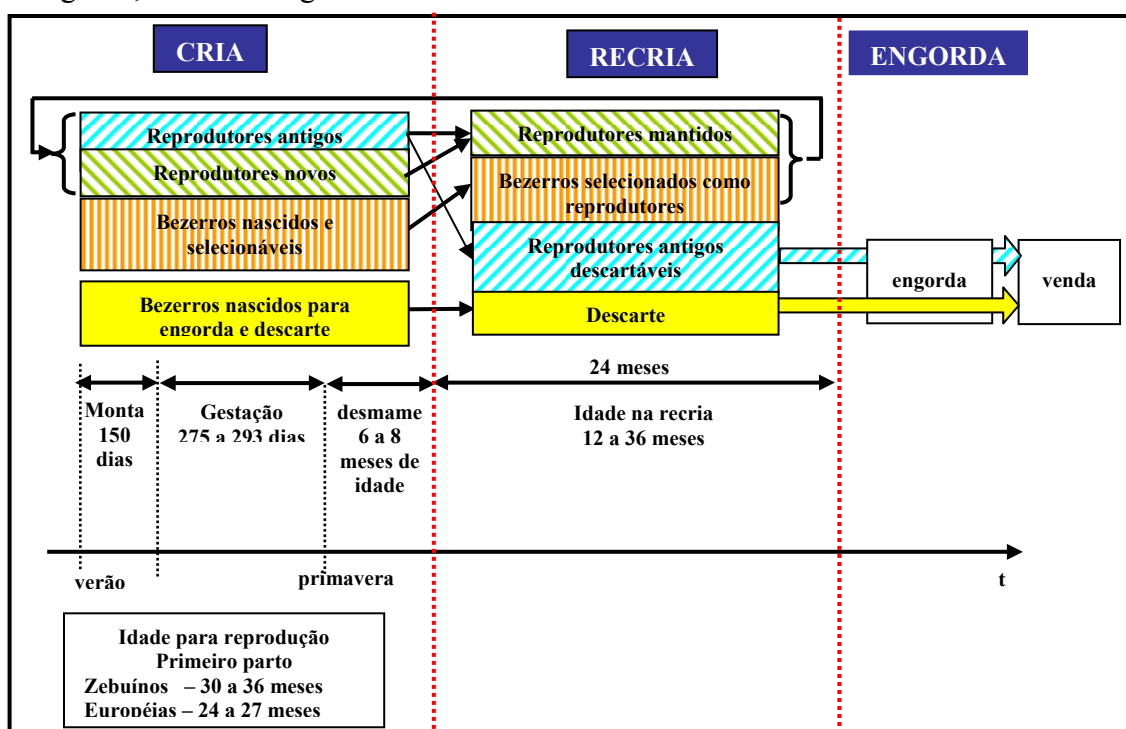 CRIA
RECRIA
ENGORDA
Reprodutores antigos
Reprodutores novos
Bezerros nascidos e
selecionáveis
Bezerros nascidos para
engorda e descarte
Reprodutores mantidos
Bezerros selecionados como
reprodutores
Reprodutores antigos
descartáveis
Descarte
engorda
venda
Monta
150
dias
Gestação
275 a 293 dias
desmame
6 a 8
meses de
idade
24 meses
Idade na recria
12 a 36 meses
verão
primavera
t
Idade para reprodução
Primeiro parto
Zebuínos – 30 a 36 meses
Européias – 24 a 27 meses